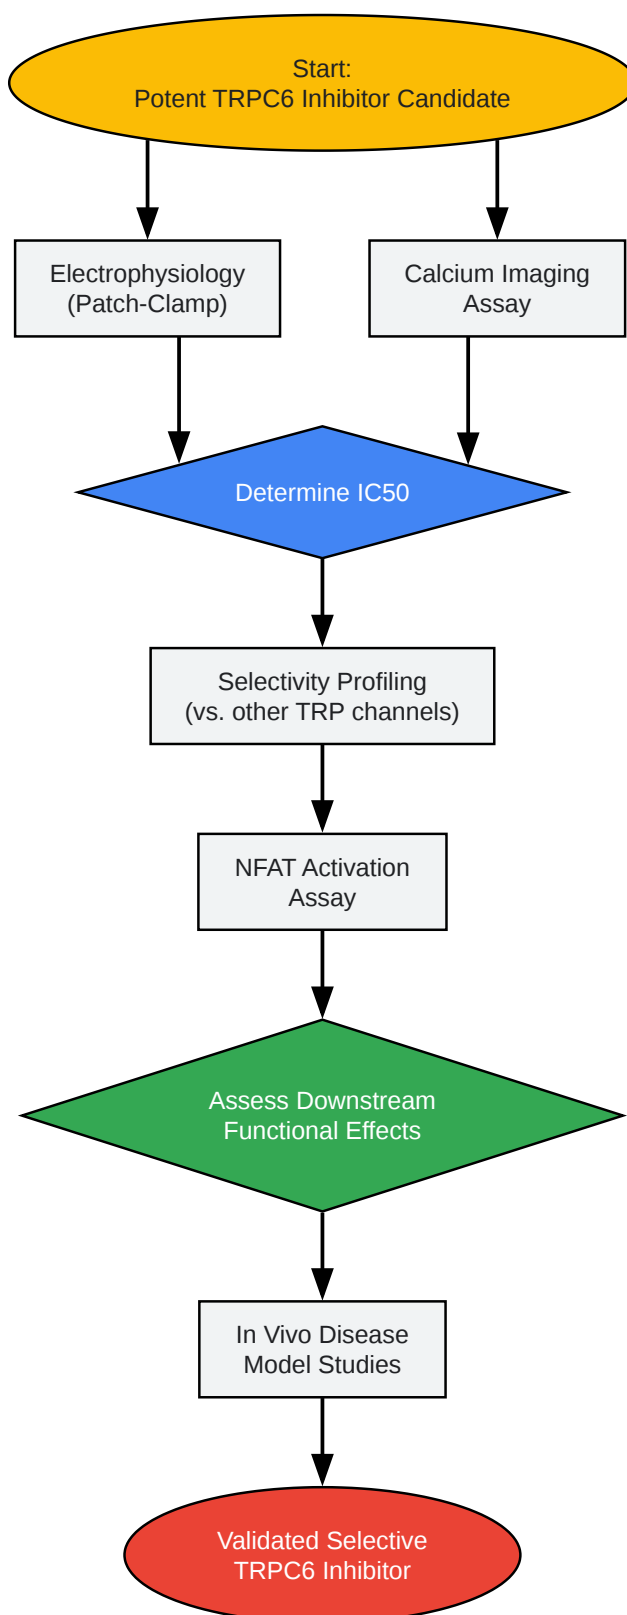 Start:
Potent TRPC6 Inhibitor Candidate
Electrophysiology
(Patch-Clamp)
Calcium Imaging
Assay
Determine IC50
Selectivity Profiling
(vs. other TRP channels)
NFAT Activation
Assay
Assess Downstream
Functional Effects
In Vivo Disease
Model Studies
Validated Selective
TRPC6 Inhibitor